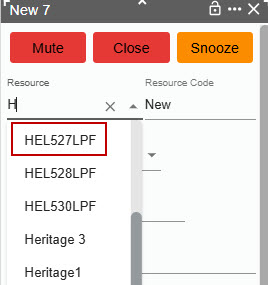 New 7
Mute Close Snooze
Resource Resource Code
H New
HEL527LPF
HEL528LPF
HEL530LPF
Heritage 3
Heritage1